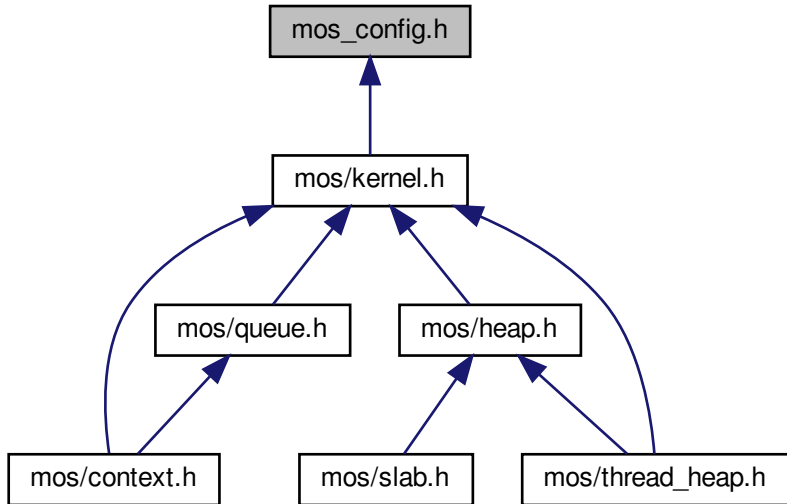 mos_config.h
mos/kernel.h
mos/queue.h
mos/heap.h
mos/context.h
mos/slab.h
mos/thread_heap.h